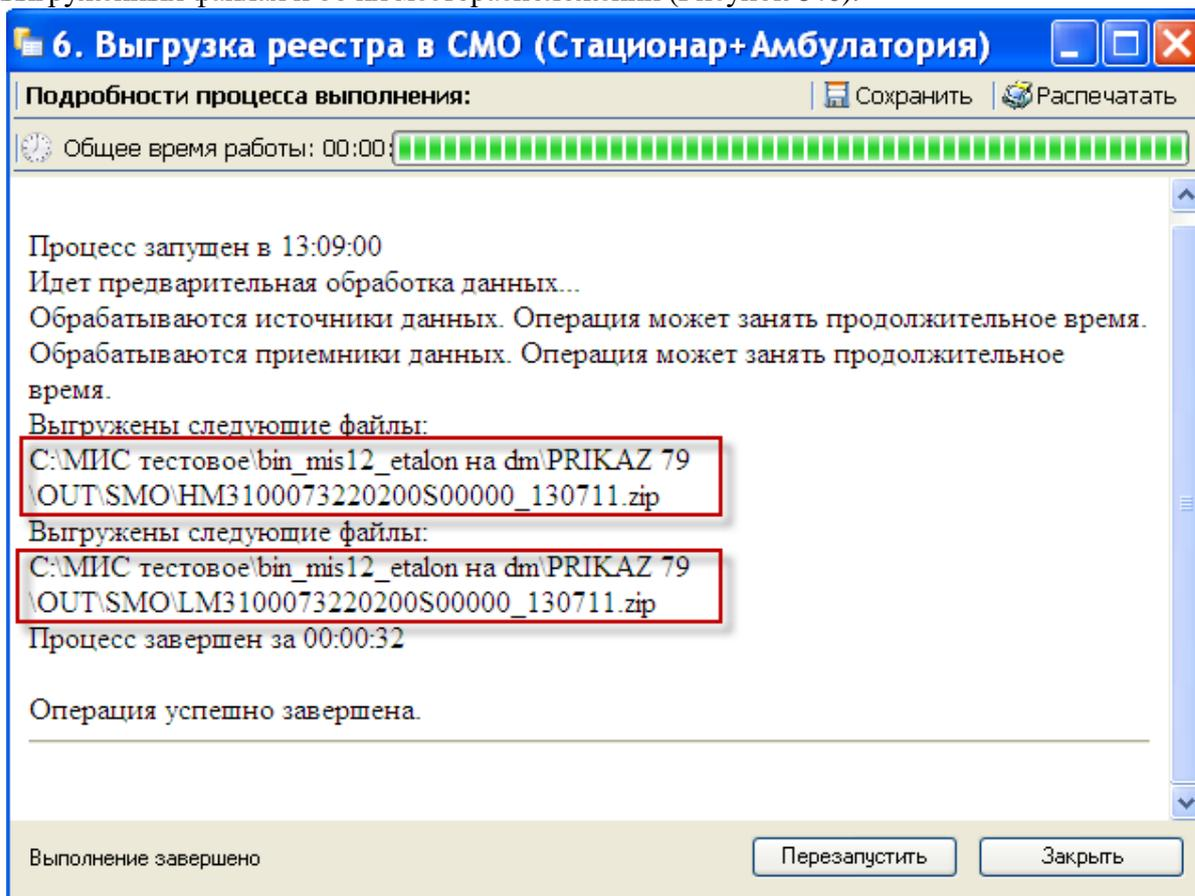 6. Выгрузка реестра в СМО (Стационар+Амбулатория)
Подробности процесса выполнения: Сохранить Распечатать
Общее время работы: 00:00:
Процесс запущен в 13:09:00
Идет предварительная обработка данных...
Обрабатываются источники данных. Операция может занять продолжительное время.
Обрабатываются приемники данных. Операция может занять продолжительное
время.
Выгружены следующие файлы:
C:\МИС тестовое\bin_mis12_etalon на dm\PRIKAZ 79
\OUT\SMO\HM3100073220200S00000_130711.zip
Выгружены следующие файлы:
C:\МИС тестовое\bin_mis12_etalon на dm\PRIKAZ 79
\OUT\SMO\LM3100073220200S00000_130711.zip
Процесс завершен за 00:00:32
Операция успешно завершена.
Выполнение завершено Перезапустить Закрыть